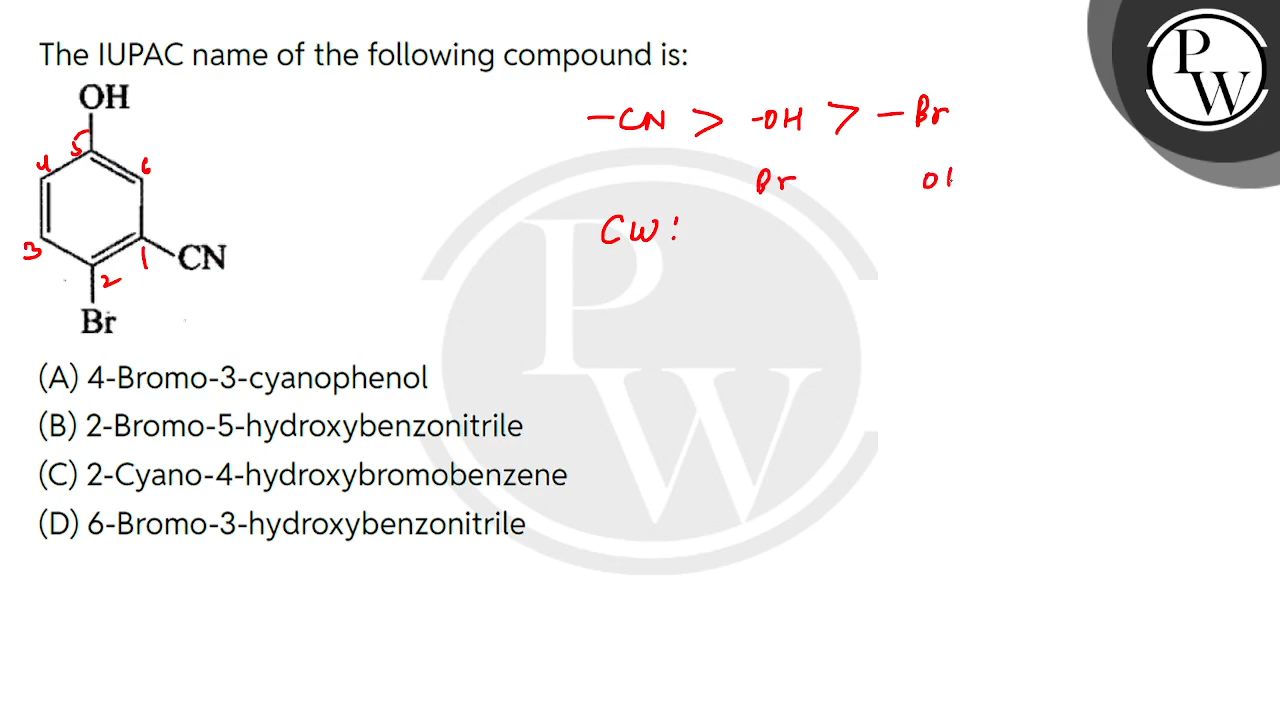 The IUPAC name of the following compound is:
P
W
OH
5
4
6
3
1
CN
2
Br
-CN > -OH > -Br
Br
CW:
(A) 4-Bromo-3-cyanophenol
(B) 2-Bromo-5-hydroxybenzonitrile
(C) 2-Cyano-4-hydroxybromobenzene
(D) 6-Bromo-3-hydroxybenzonitrile
P
W